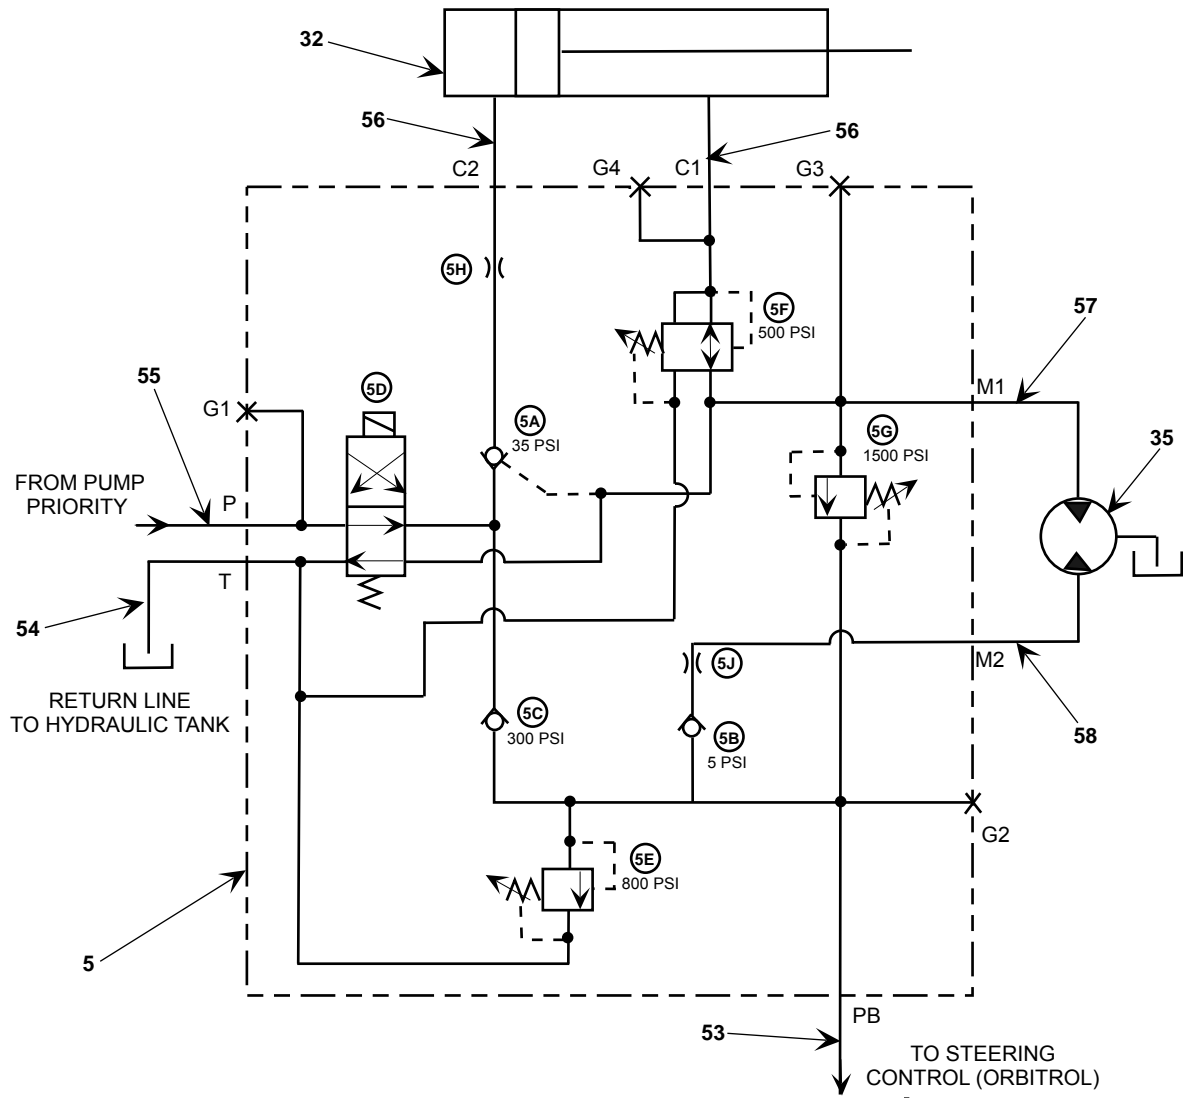 32
56
56
C2
G4
C1
G3
5H
5F
500 PSI
57
55
5D
G1
M1
5A
35 PSI
5G
1500 PSI
35
FROM PUMP
PRIORITY
P
T
54
5J
M2
RETURN LINE
TO HYDRAULIC TANK
5C
300 PSI
5B
5 PSI
58
G2
5E
800 PSI
5
PB
53
TO STEERING
CONTROL (ORBITROL)